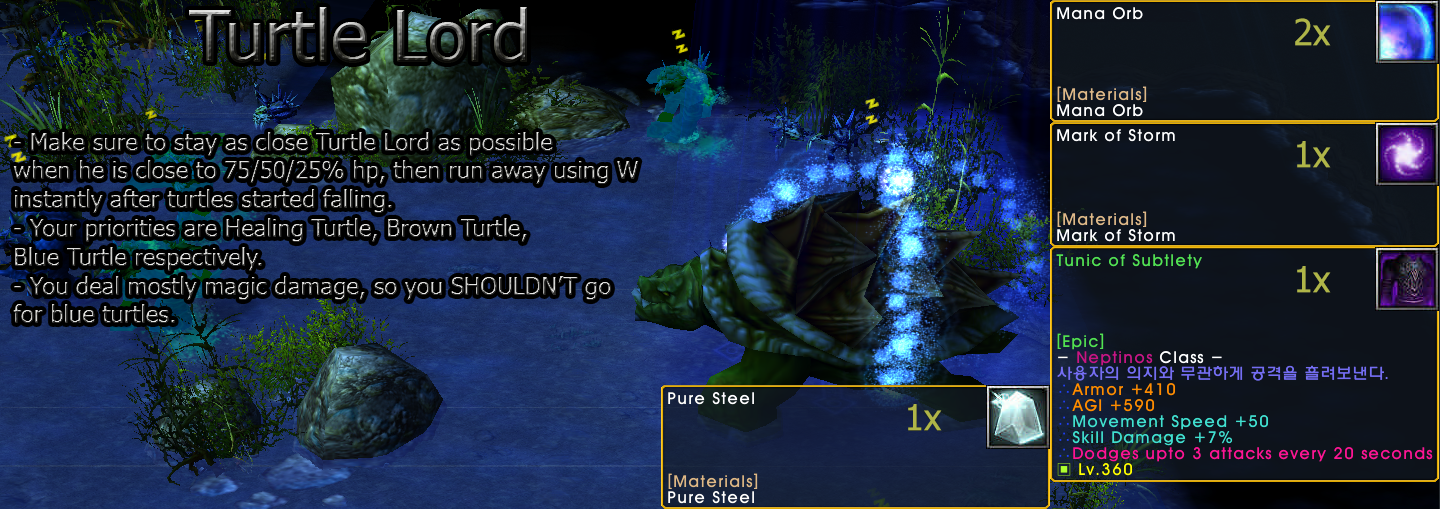 Turtle Lord
- Make sure to stay as close Turtle Lord as possible
when he is close to 75/50/25% hp, then run away using W
instantly after turtles started falling.
- Your priorities are Healing Turtle, Brown Turtle,
Blue Turtle respectively.
- You deal mostly magic damage, so you SHOULDN'T go
for blue turtles.
Pure Steel
1x
[Materials]
Pure Steel
Mana Orb
2x
[Materials]
Mana Orb
Mark of Storm
1x
[Materials]
Mark of Storm
Tunic of Subtlety
1x
[Epic]
- Neptinos Class -
사용자의 의지와 무관하게 공격을 흘려보낸다.
Armor +410
AGI +590
Movement Speed +50
Skill Damage +7%
Dodges upto 3 attacks every 20 seconds
Lv.360
z
z
z
z
z
z
z